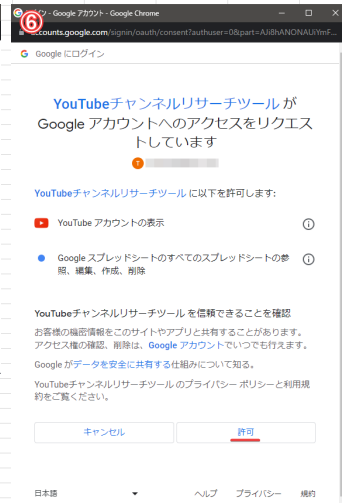 ⑥
イン - Google アカウント - Google Chrome
accounts.google.com/signin/oauth/consent?authuser=0&part=AJi8hANONAUiYmF...
Google にログイン
YouTubeチャンネルリサーチツール が
Google アカウントへのアクセスをリクエス
トしています
T
YouTubeチャンネルリサーチツール に以下を許可します:
YouTube アカウントの表示
Google スプレッドシートのすべてのスプレッドシートの参
照、編集、作成、削除
YouTubeチャンネルリサーチツール を信頼できることを確認
お客様の機密情報をこのサイトやアプリと共有することがあります。
アクセス権の確認、削除は、Google アカウントでいつでも行えます。
Google がデータを安全に共有する仕組みについて知る。
YouTubeチャンネルリサーチツール のプライバシー ポリシーと利用規
約をご覧ください。
キャンセル 許可
日本語 ヘルプ プライバシー 規約